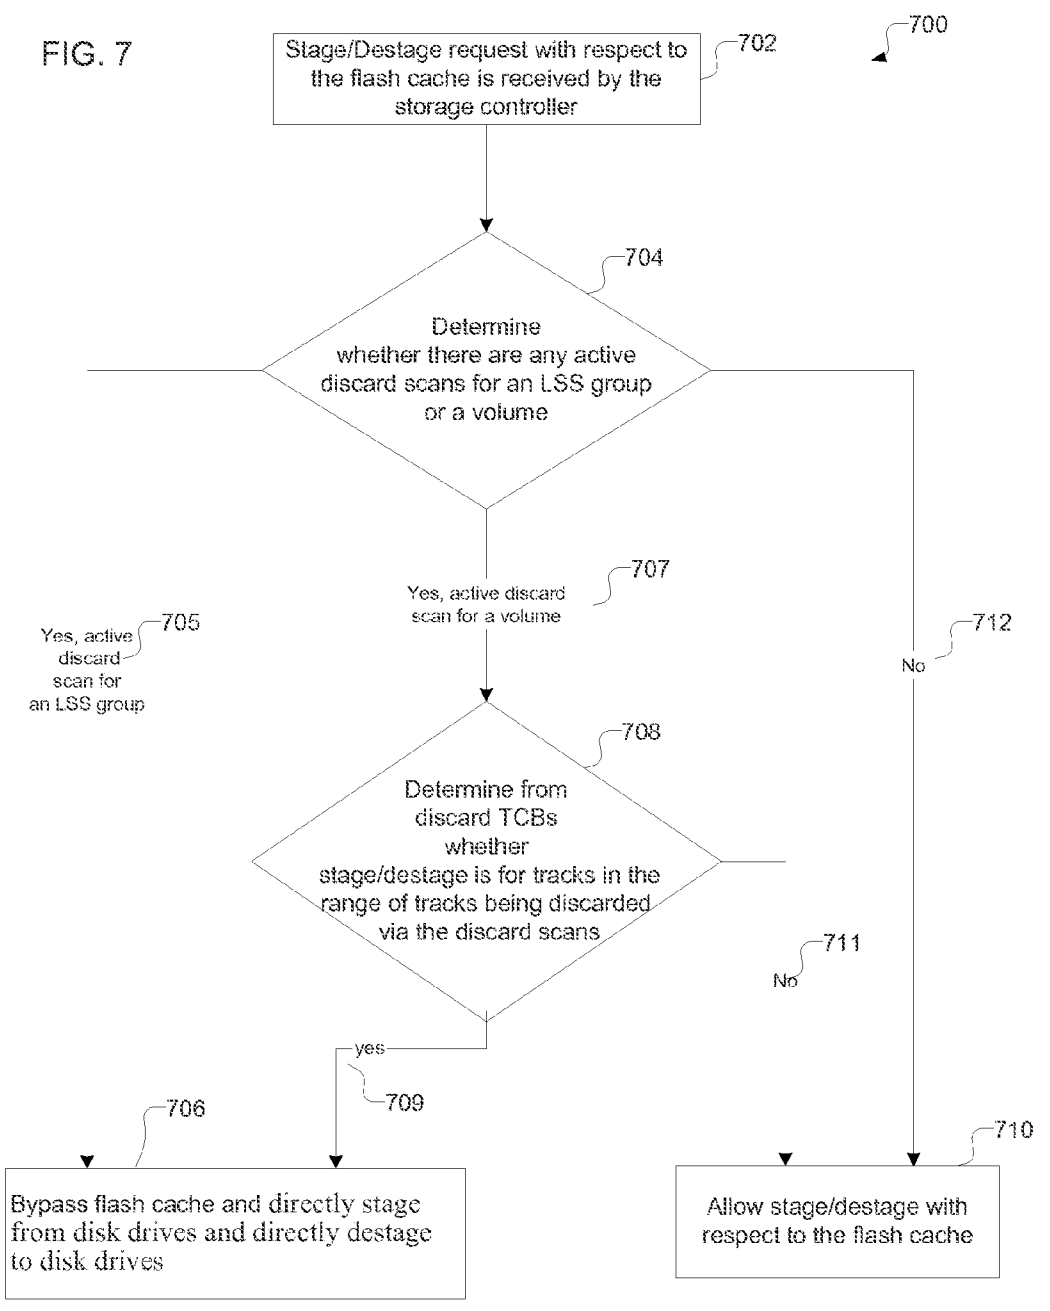 FIG. 7
700
Stage/Destage request with respect to
the flash cache is received by the
storage controller
702
704
Determine
whether there are any active
discard scans for an LSS group
or a volume
707
Yes, active discard
scan for a volume
705
Yes, active
discard
scan for
an LSS group
712
No
708
Determine from
discard TCBs
whether
stage/destage is for tracks in the
range of tracks being discarded
via the discard scans
711
No
yes
709
706
710
Bypass flash cache and directly stage
from disk drives and directly destage
to disk drives
Allow stage/destage with
respect to the flash cache